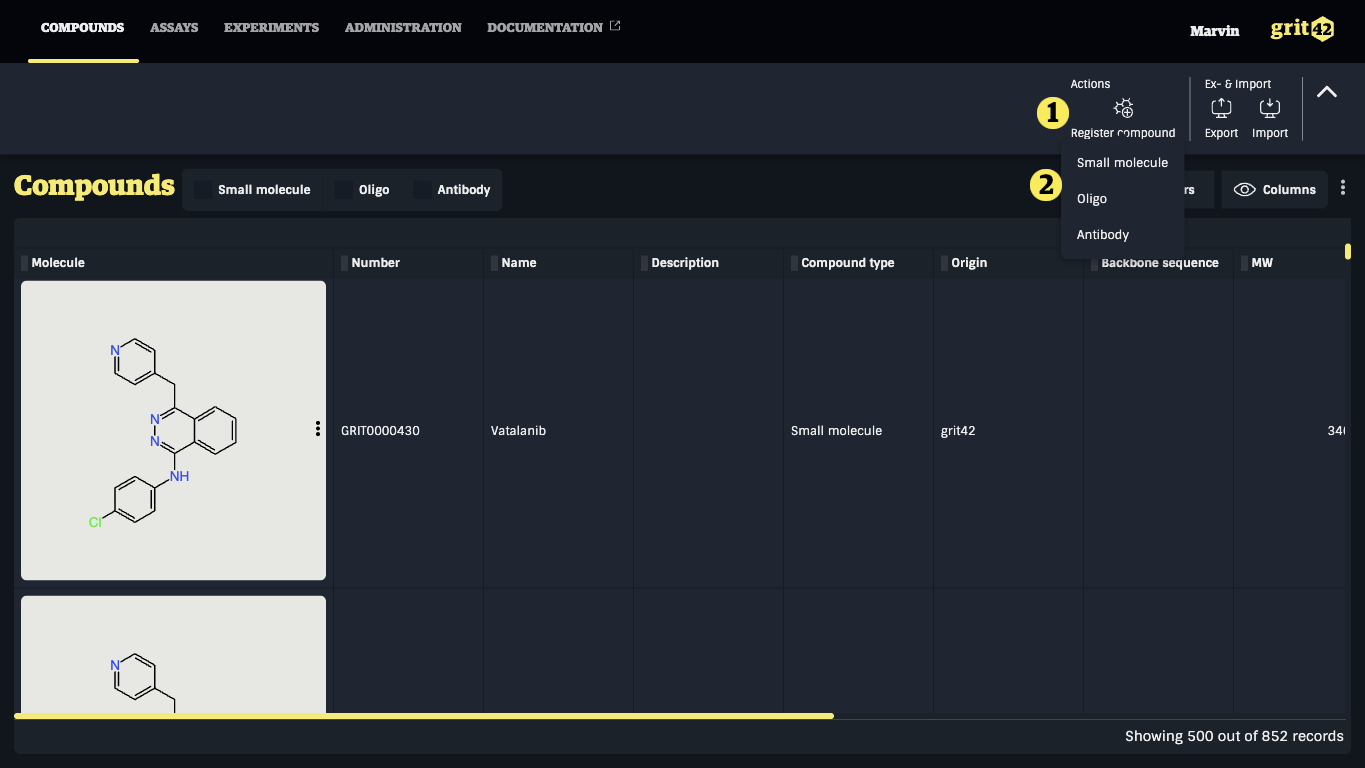 COMPOUNDS ASSAYS EXPERIMENTS ADMINISTRATION DOCUMENTATION Marvin grit42
Actions Ex- & Import
1
Register compound Export Import
Small molecule
Compounds Small molecule Oligo Antibody 2 rs Columns
Oligo
Antibody
Molecule Number Name Description Compound type Origin Backbone sequence MW
N
N
N
NH
Cl
GRIT0000430 Vatalanib Small molecule grit42 34
N
Showing 500 out of 852 records